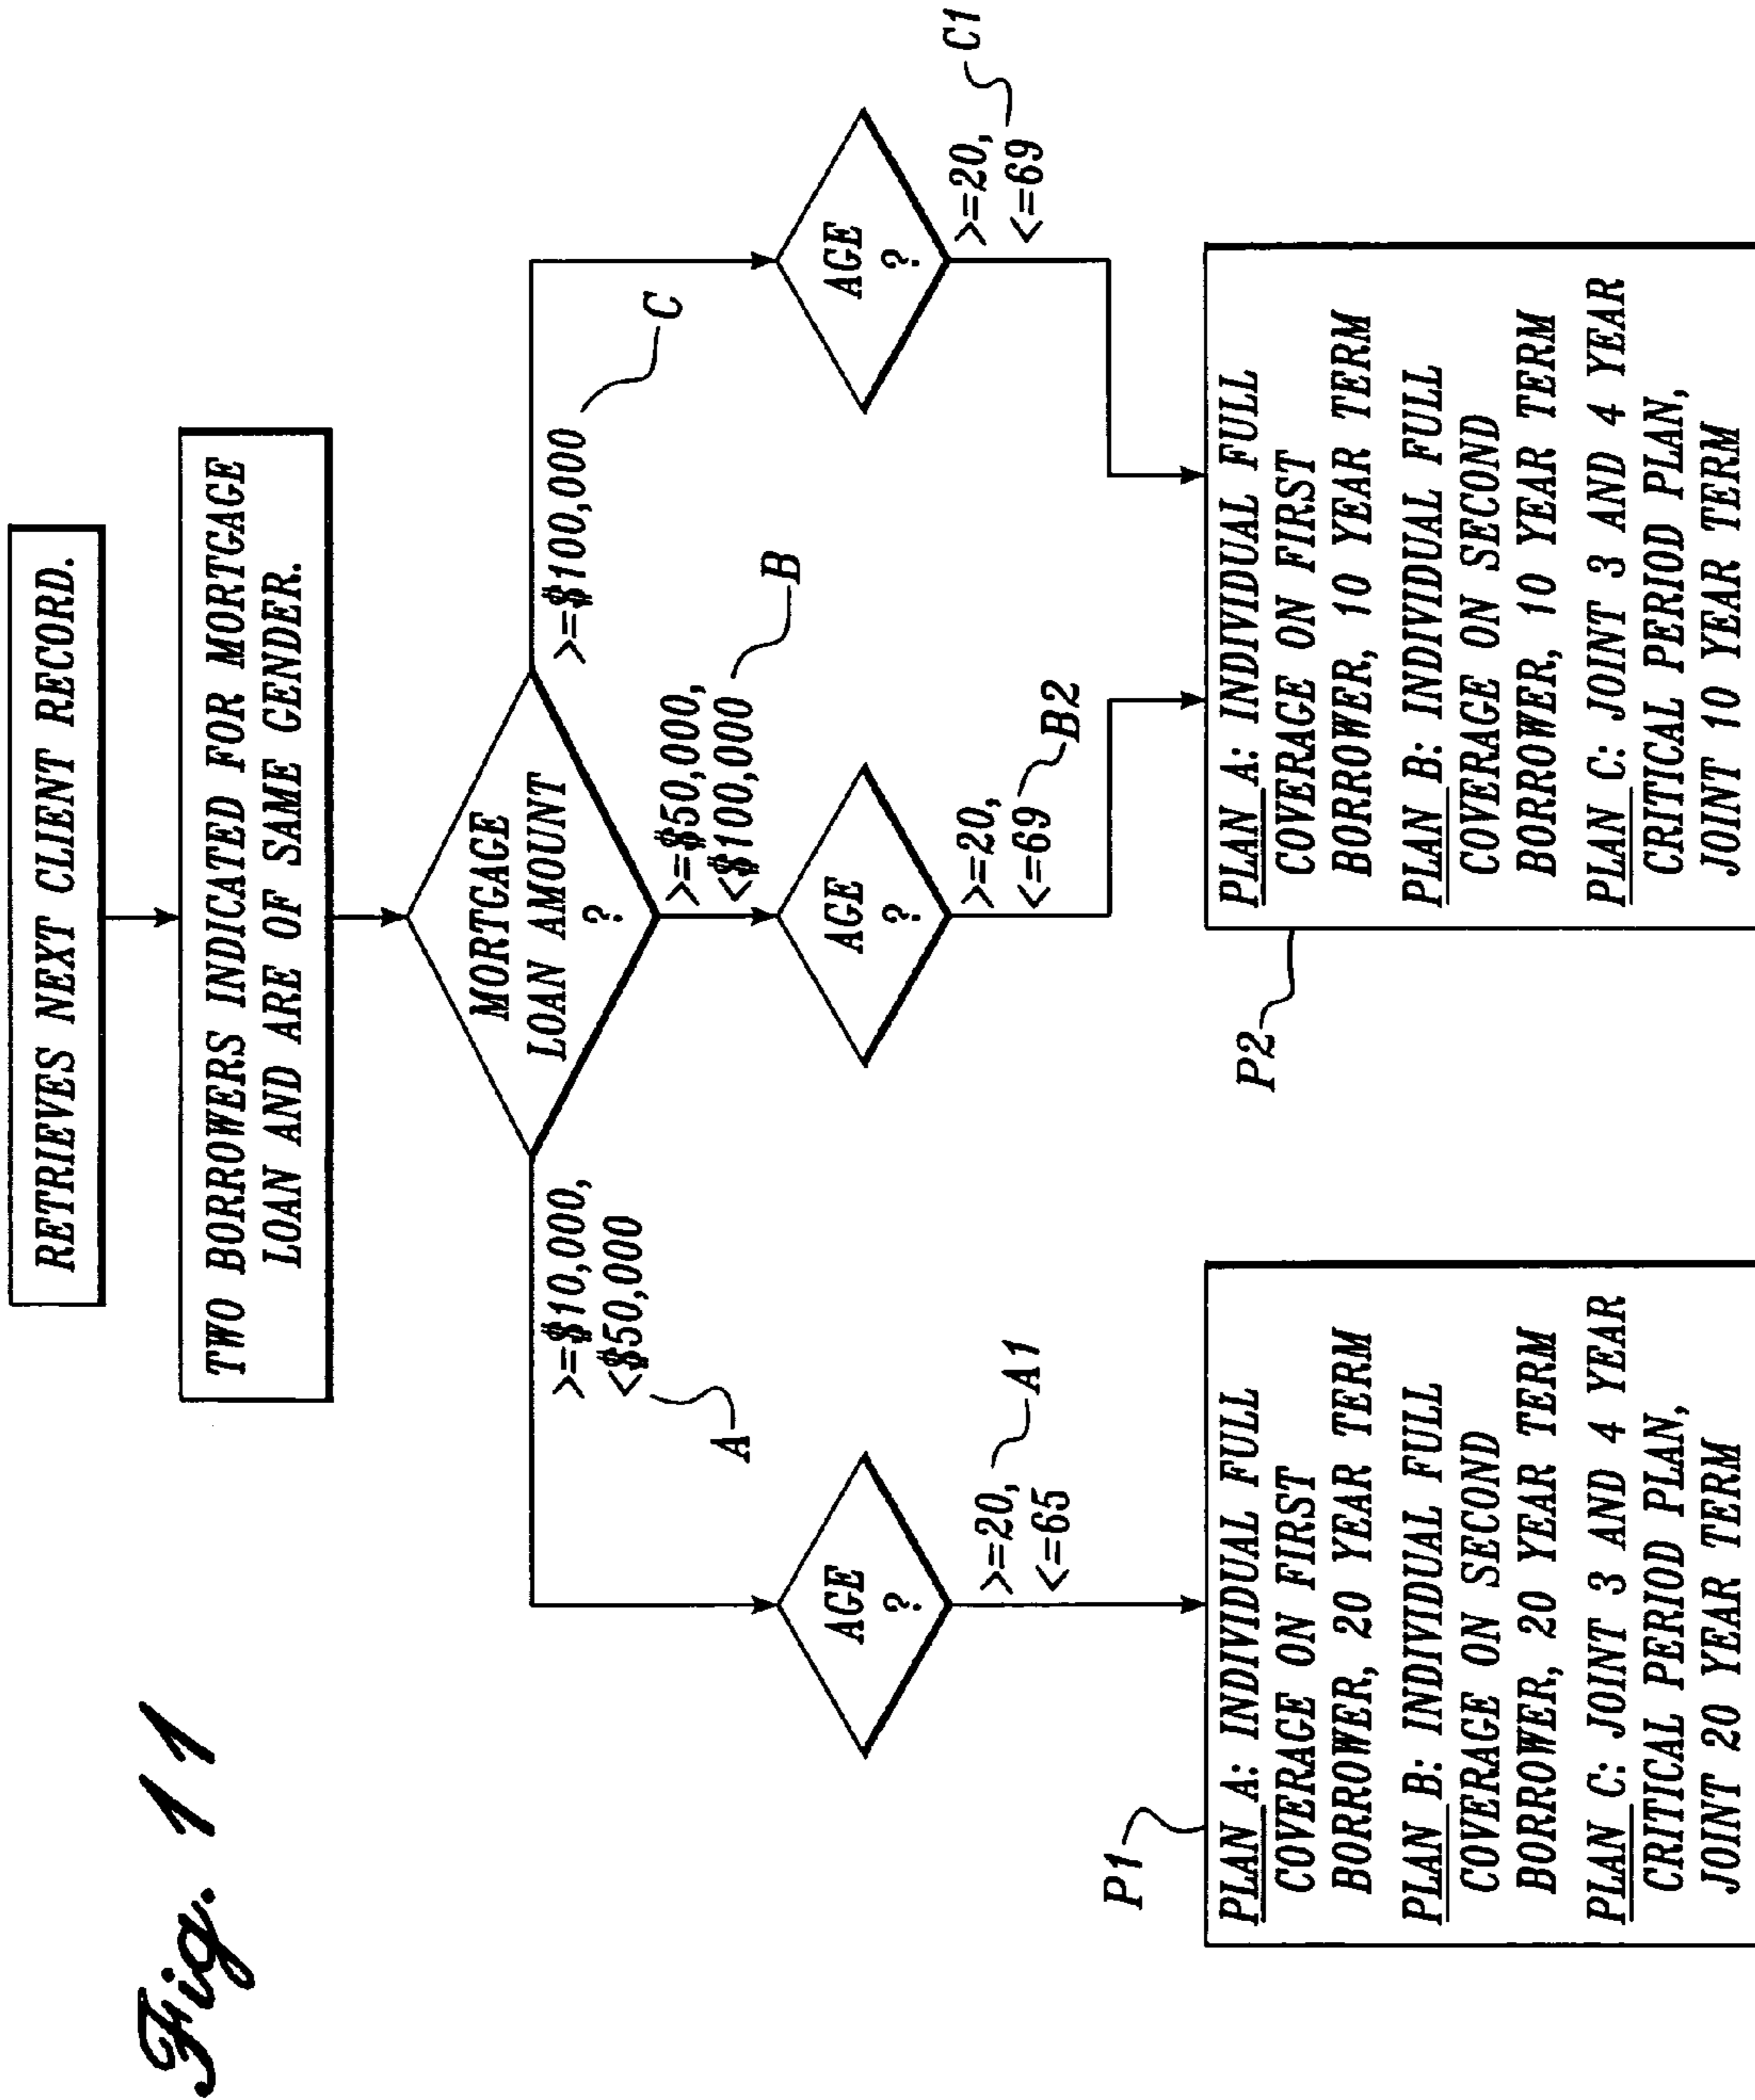 Fig. 11
RETRIEVES NEXT CLIENT RECORD.
TWO BORROWERS INDICATED FOR MORTGAGE
LOAN AND ARE OF SAME GENDER.
MORTGAGE
LOAN AMOUNT
?
>=$10,000,
<$50,000
A
>=$50,000,
<$100,000
B
>=$100,000
C
AGE
?
>=20,
<=65
A1
AGE
?
>=20,
<=69
B2
AGE
?
>=20,
<=69
C1
P1
PLAN A: INDIVIDUAL FULL
COVERAGE ON FIRST
BORROWER, 20 YEAR TERM
PLAN B: INDIVIDUAL FULL
COVERAGE ON SECOND
BORROWER, 20 YEAR TERM
PLAN C: JOINT 3 AND 4 YEAR
CRITICAL PERIOD PLAN,
JOINT 20 YEAR TERM
P2
PLAN A: INDIVIDUAL FULL
COVERAGE ON FIRST
BORROWER, 10 YEAR TERM
PLAN B: INDIVIDUAL FULL
COVERAGE ON SECOND
BORROWER, 10 YEAR TERM
PLAN C: JOINT 3 AND 4 YEAR
CRITICAL PERIOD PLAN,
JOINT 10 YEAR TERM